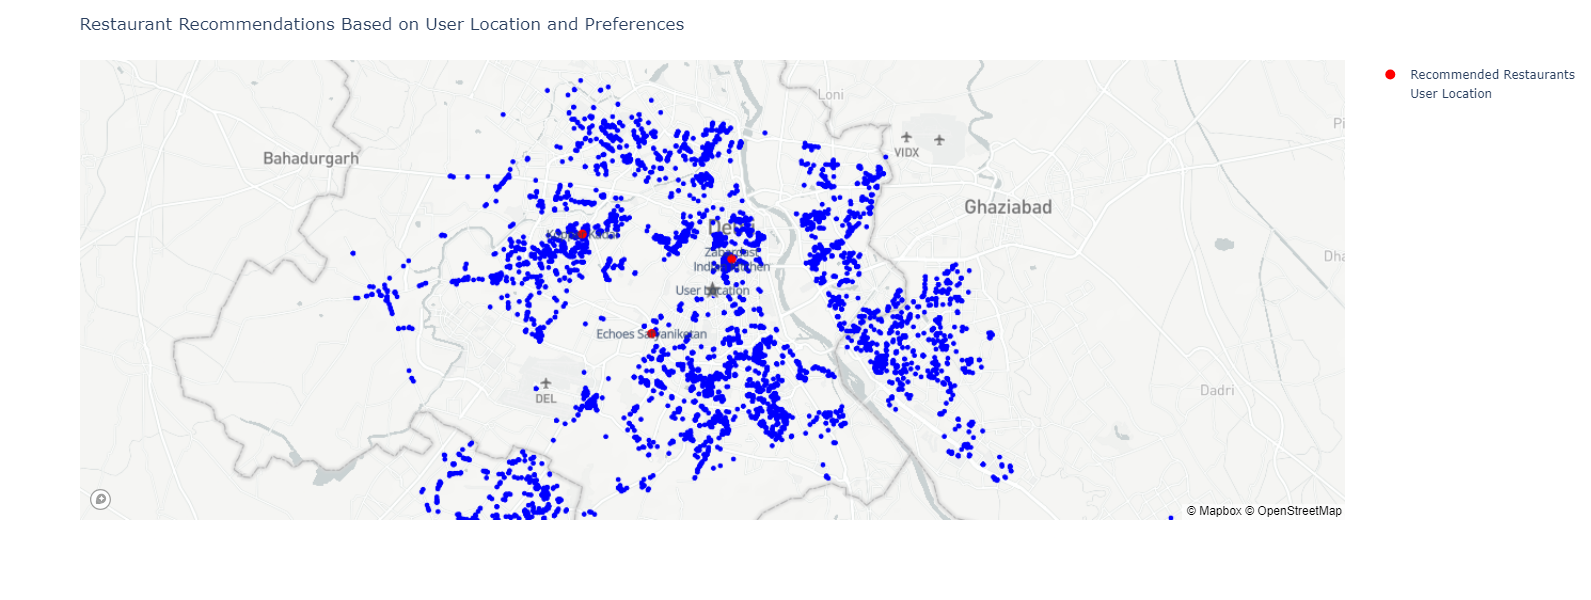 Restaurant Recommendations Based on User Location and Preferences
Recommended Restaurants
User Location
Loni
Pi
VIDX
Bahadurgarh
Ghaziabad
Delhi
Dha
Zabardast
Indian Kitchen
User Location
Echoes Satyaniketan
DEL
Dadri
© Mapbox © OpenStreetMap